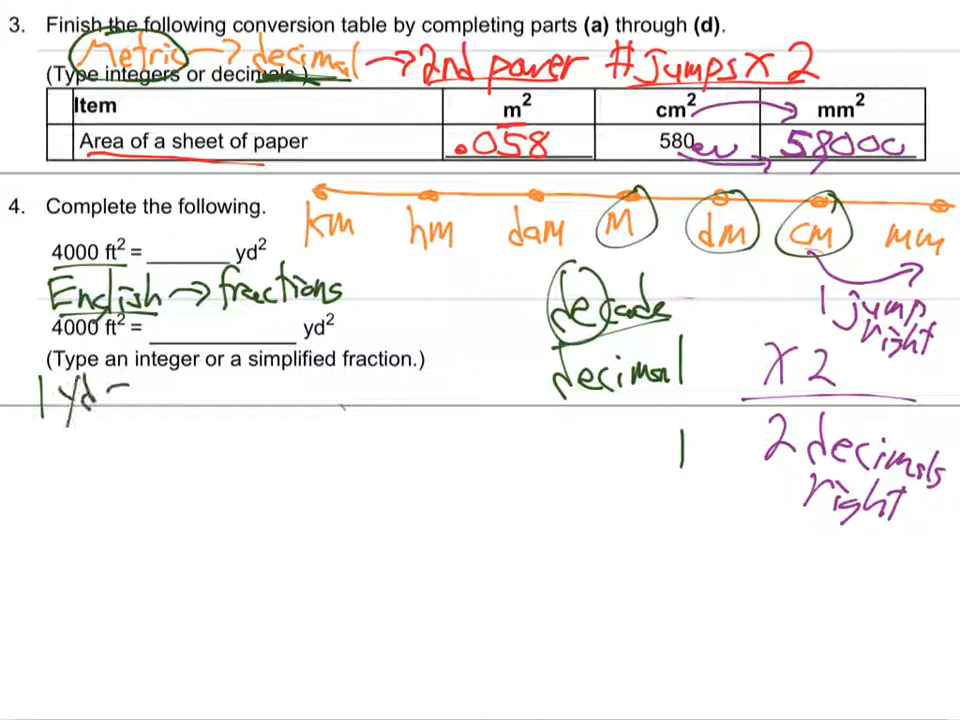 3. Finish the following conversion table by completing parts (a) through (d).
Metric → decimal → 2nd power # Jumps x 2
(Type integers or decimals.)
Item m² cm² mm²
Area of a sheet of paper .058 580 58000
4. Complete the following.
km hm dam M dm cm mm
4000 ft² = ________ yd²
English → fractions
decade
1 jump right
4000 ft² = ______________ yd²
(Type an integer or a simplified fraction.)
decimal
x 2
1 yd -
1
2 decimals right